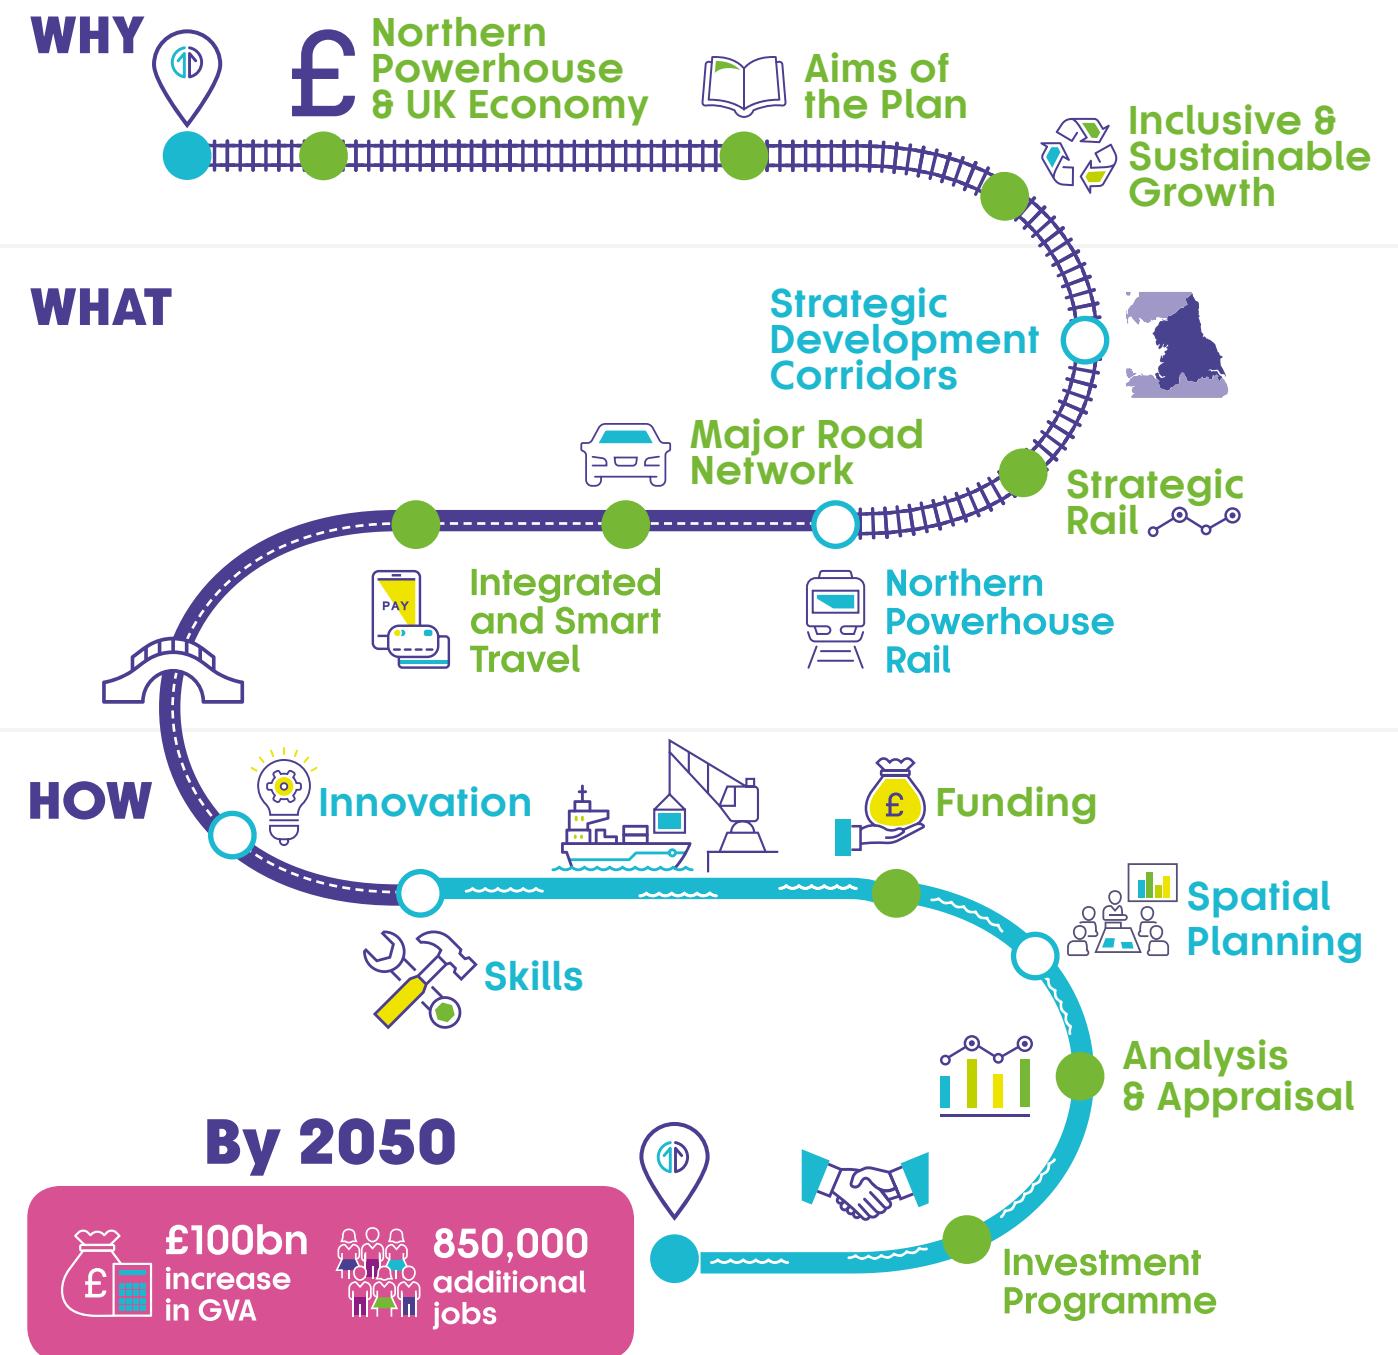 WHY
Northern
Powerhouse
& UK Economy
£
Aims of
the Plan
Inclusive &
Sustainable
Growth
WHAT
Strategic
Development
Corridors
Strategic
Rail
Northern
Powerhouse
Rail
Major Road
Network
Integrated
and Smart
Travel
PAY
HOW
Innovation
Skills
£
Funding
Spatial
Planning
Analysis
& Appraisal
Investment
Programme
By 2050
£
£100bn
increase
in GVA
850,000
additional
jobs